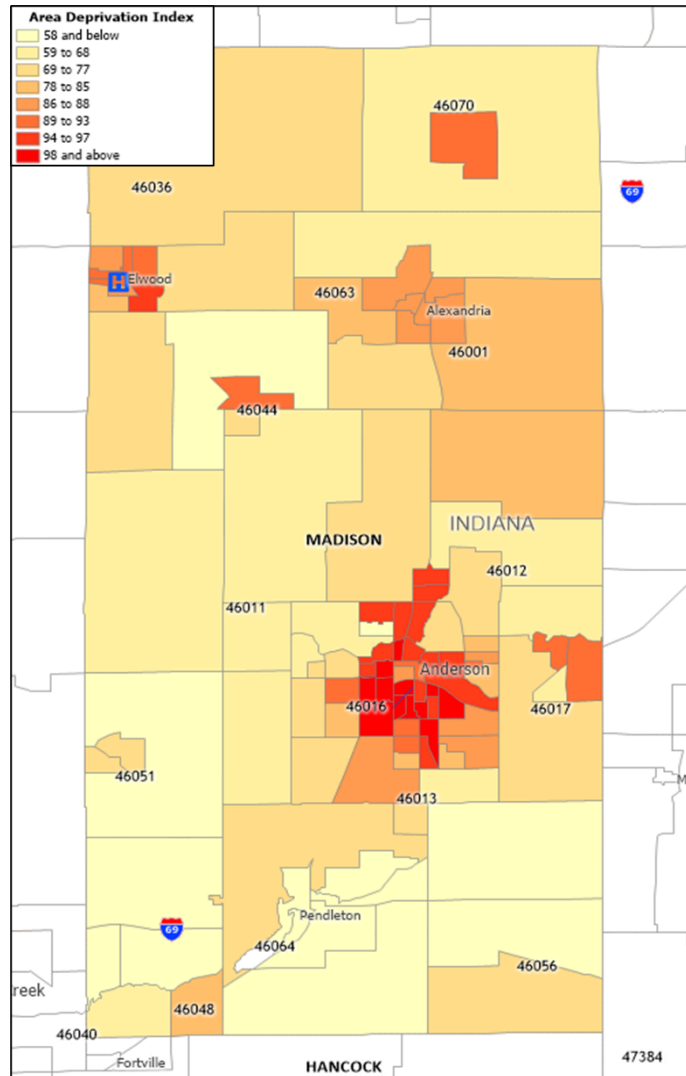 Area Deprivation Index
58 and below
59 to 68
69 to 77
78 to 85
86 to 88
89 to 93
94 to 97
98 and above
46070
46036
69
H Elwood
46063
Alexandria
46001
46044
INDIANA
MADISON
46012
46011
Anderson
46016
46017
46051
46013
M
69
Pendleton
46064
46056
reek
46048
46040
Fortville
47384
HANCOCK